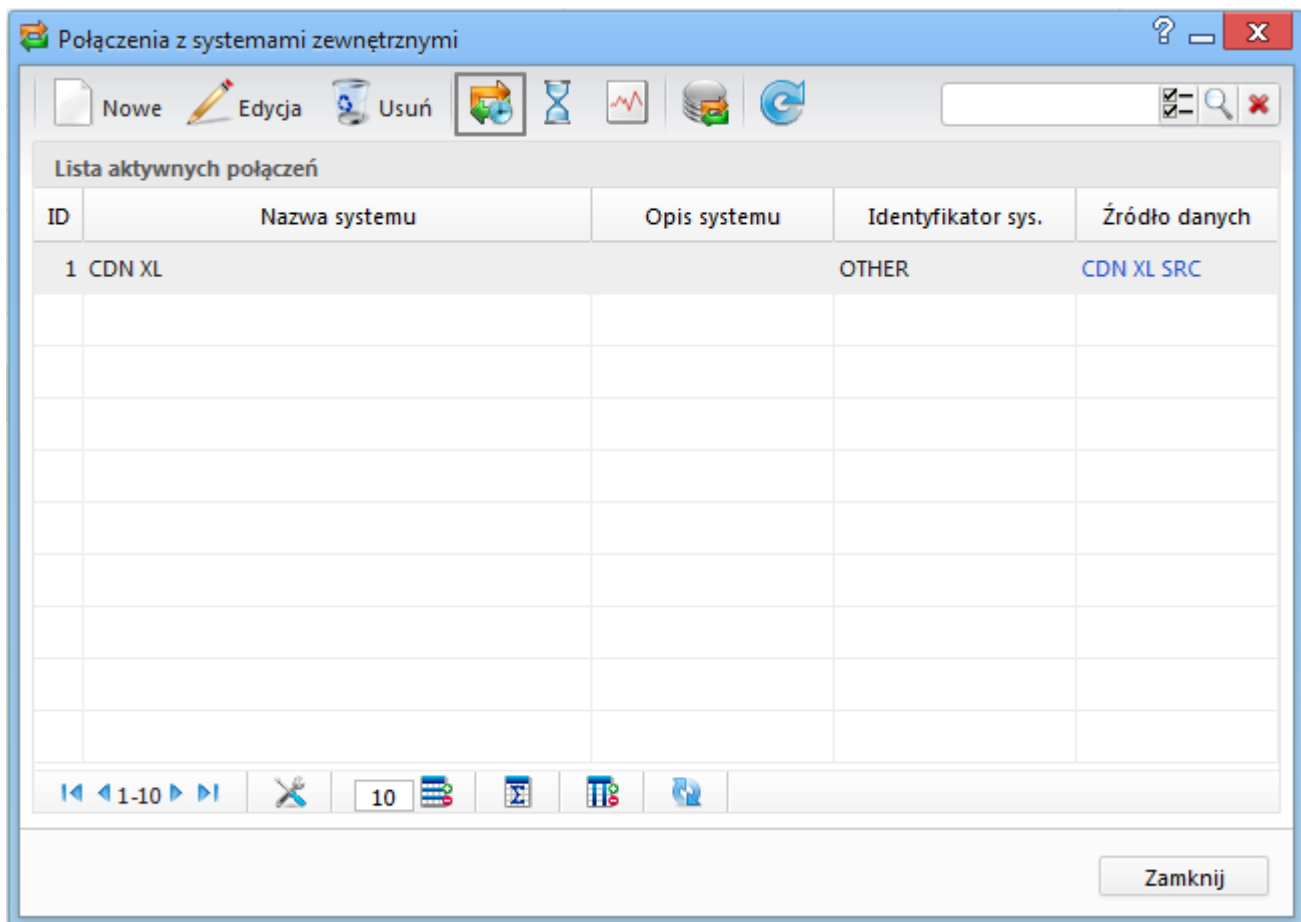 Połączenia z systemami zewnętrznymi
Nowe Edycja Usuń
Lista aktywnych połączeń
ID Nazwa systemu Opis systemu Identyfikator sys. Źródło danych
1 CDN XL OTHER CDN XL SRC
1-10 10
Zamknij